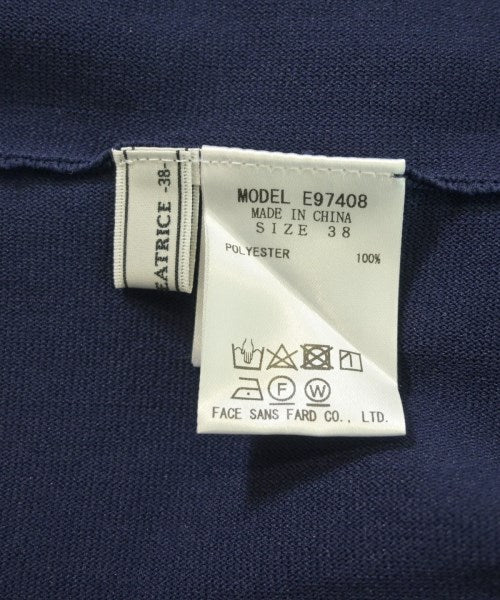 EATRICE -38-
MODEL E97408
MADE IN CHINA
SIZE 38
POLYESTER 100%
F W
FACE SANS FARD CO., LTD.